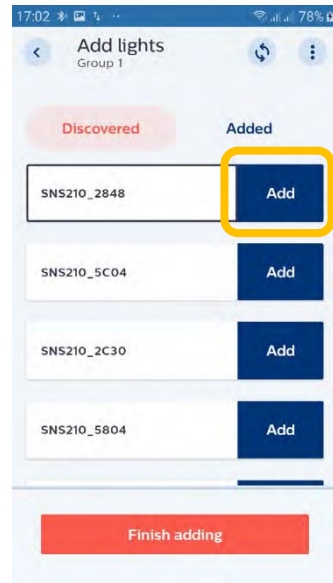 17:02 78%
Add lights
Group 1
Discovered Added
SNS210_2848 Add
SNS210_5C04 Add
SNS210_2C30 Add
SNS210_5804 Add
Finish adding